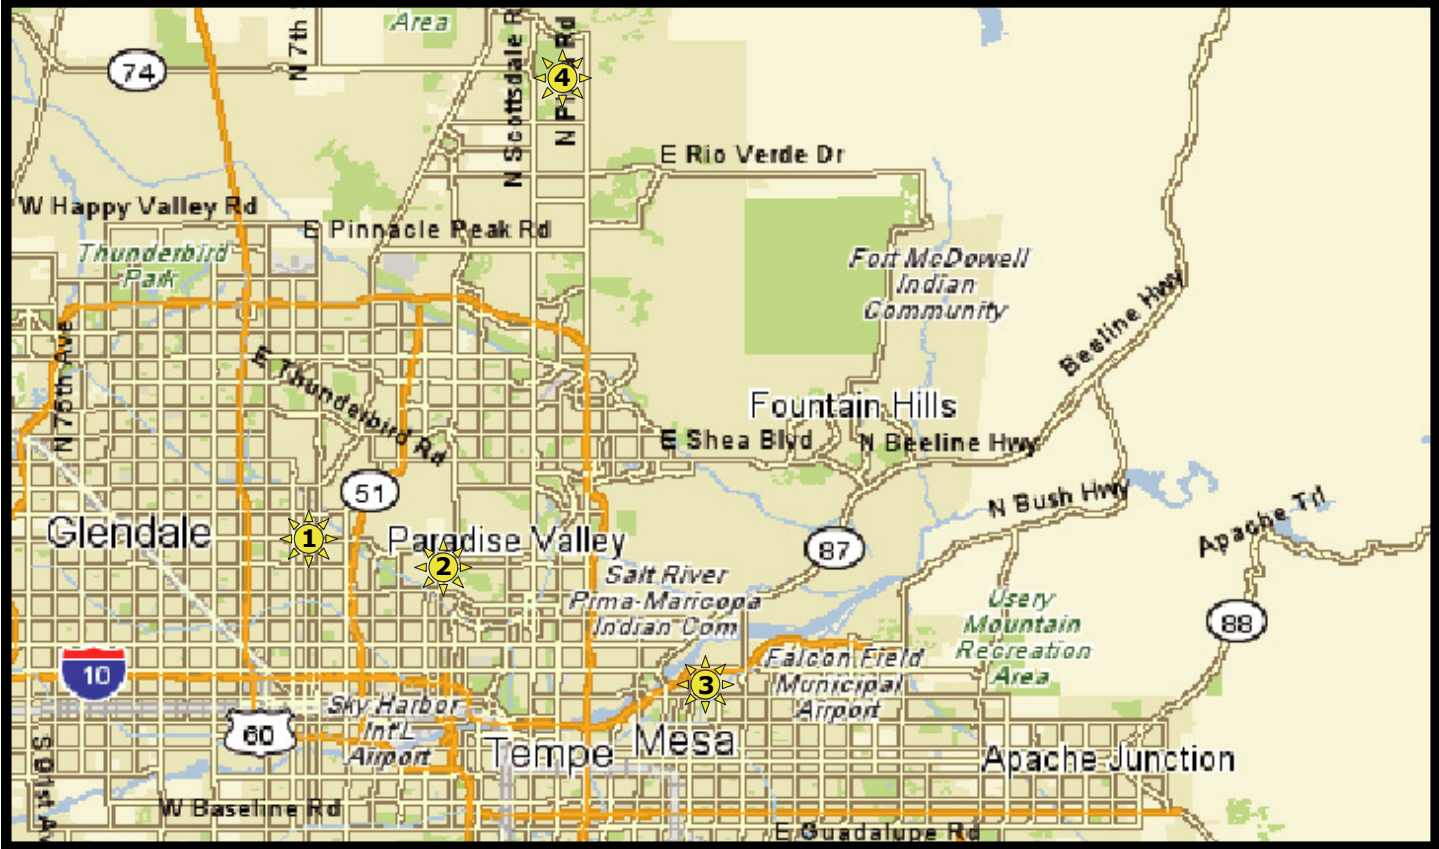 Area
N 7th
N Scottsdale R
N P Rd
4
74
E Rio Verde Dr
W Happy Valley Rd
E Pinnacle Peak Rd
Thunderbird
Park
Fort McDowell
Indian
Community
Beeline Hwy
N 75th Ave
E Thunderbird Rd
Fountain Hills
E Shea Blvd
N Beeline Hwy
51
N Bush Hwy
Apache Trl
Glendale
1
Paradise Valley
2
87
Salt River
Pima-Maricopa
Indian Com
Usery
Mountain
Recreation
Area
88
10
3
Falcon Field
Municipal
Airport
Sky Harbor
Int'L
Airport
60
Tempe
Mesa
Apache Junction
S 91st Av
W Baseline Rd
E Guadalupe Rd